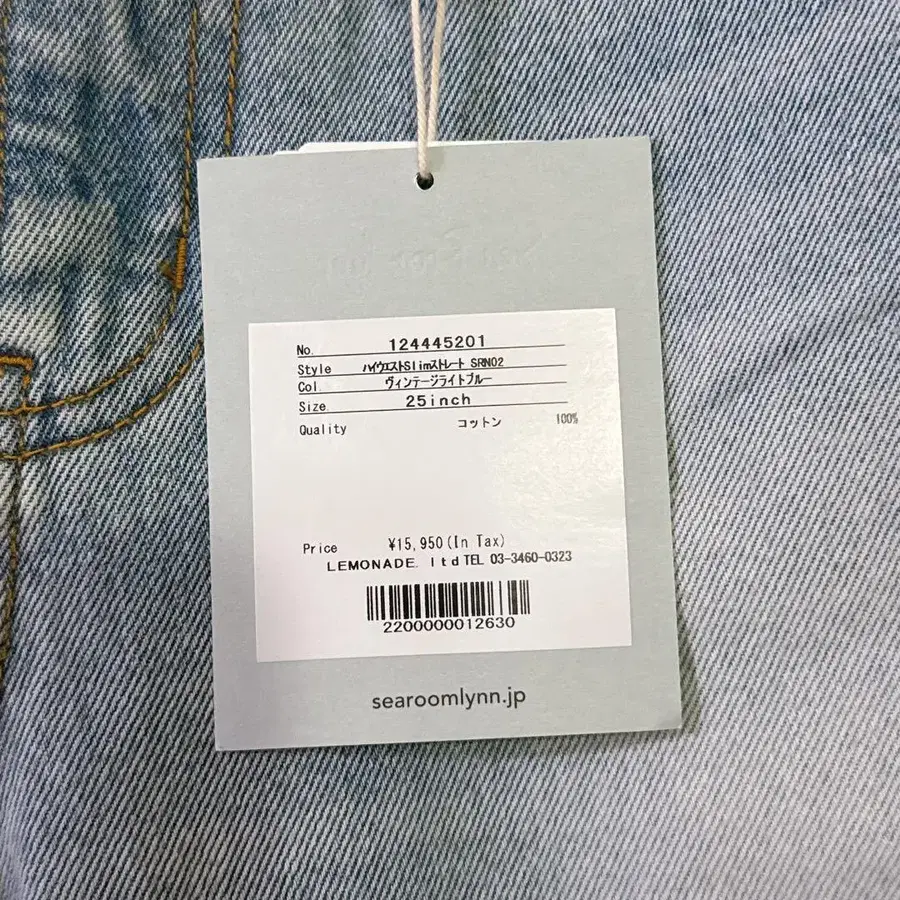 No. 124445201
Style ハイウエストSlimストレート SRN02
Col. ヴィンテージライトブルー
Size 25inch
Quality コットン 100%
Price ¥15,950(In Tax)
LEMONADE. ltd TEL 03-3460-0323
2200000012630
searoomlynn.jp